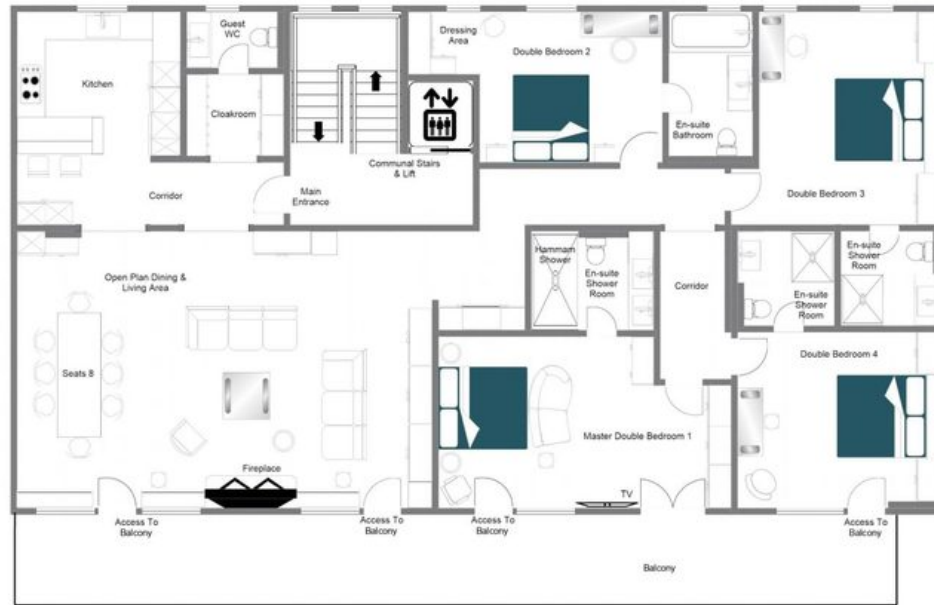 Guest
WC
Dressing
Area
Double Bedroom 2
Kitchen
Cloakroom
En-suite
Bathroom
Communal Stairs
& Lift
Corridor
Main
Entrance
Double Bedroom 3
Hammam
Shower
En-suite
Shower
Room
Corridor
En-suite
Shower
Room
En-suite
Shower
Room
Open Plan Dining &
Living Area
Seats 8
Double Bedroom 4
Master Double Bedroom 1
Fireplace
TV
Access To
Balcony
Access To
Balcony
Access To
Balcony
Access To
Balcony
Balcony